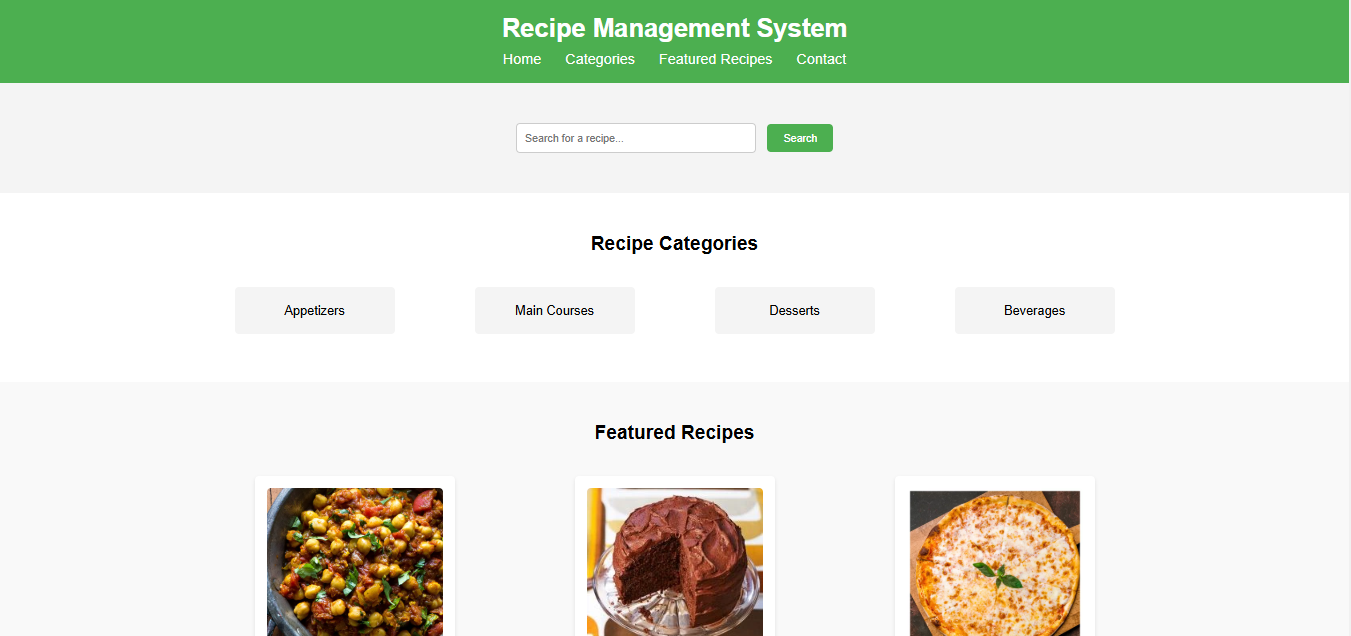 Recipe Management System
Home Categories Featured Recipes Contact
Search for a recipe... Search
Recipe Categories
Appetizers Main Courses Desserts Beverages
Featured Recipes